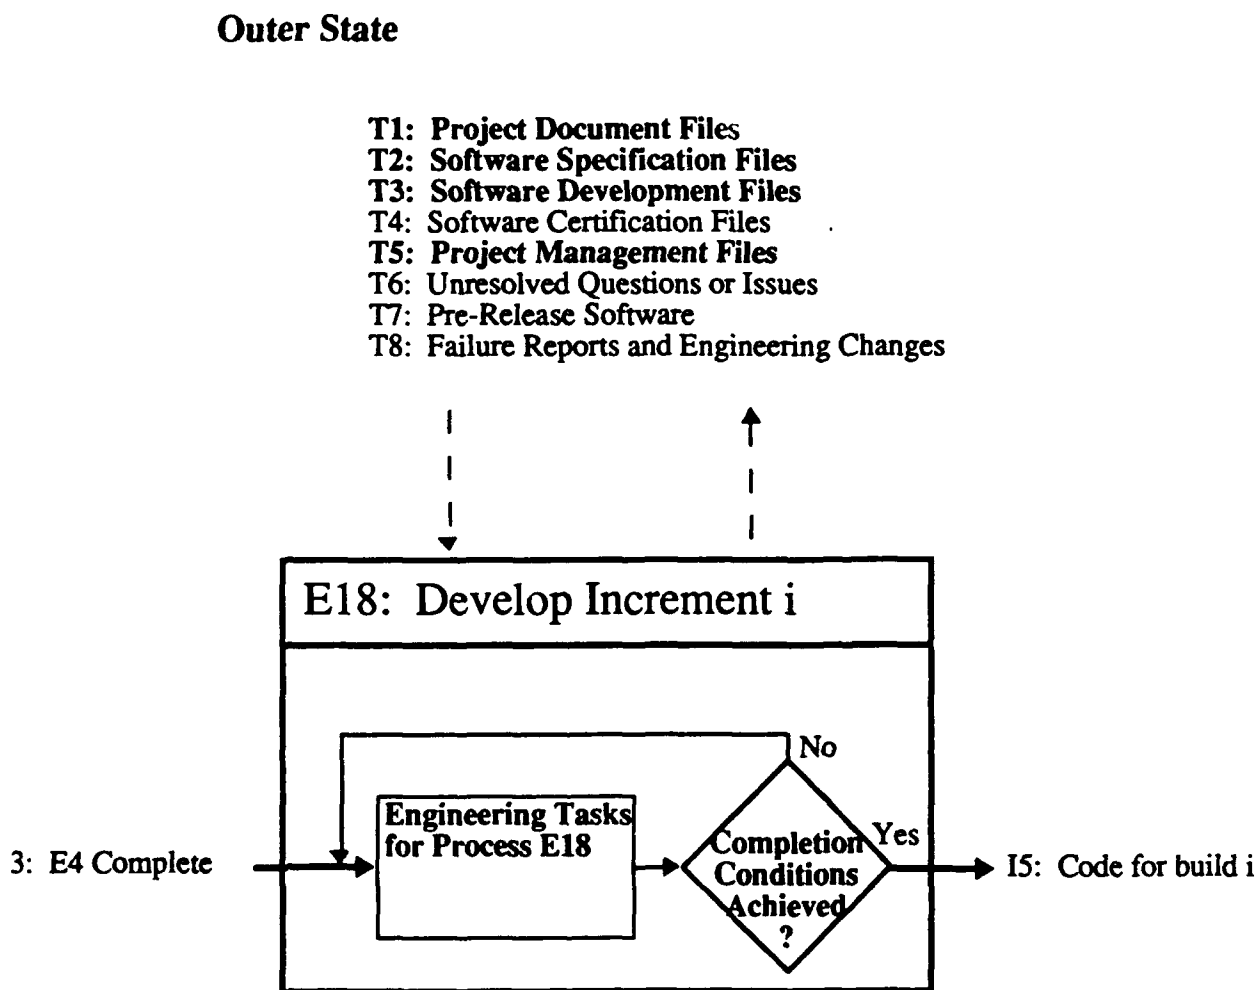 Outer State
T1: Project Document Files
T2: Software Specification Files
T3: Software Development Files
T4: Software Certification Files
T5: Project Management Files
T6: Unresolved Questions or Issues
T7: Pre-Release Software
T8: Failure Reports and Engineering Changes
E18: Develop Increment i
No
Engineering Tasks
for Process E18
Yes
Completion
Conditions
Achieved
?
3: E4 Complete
I5: Code for build i